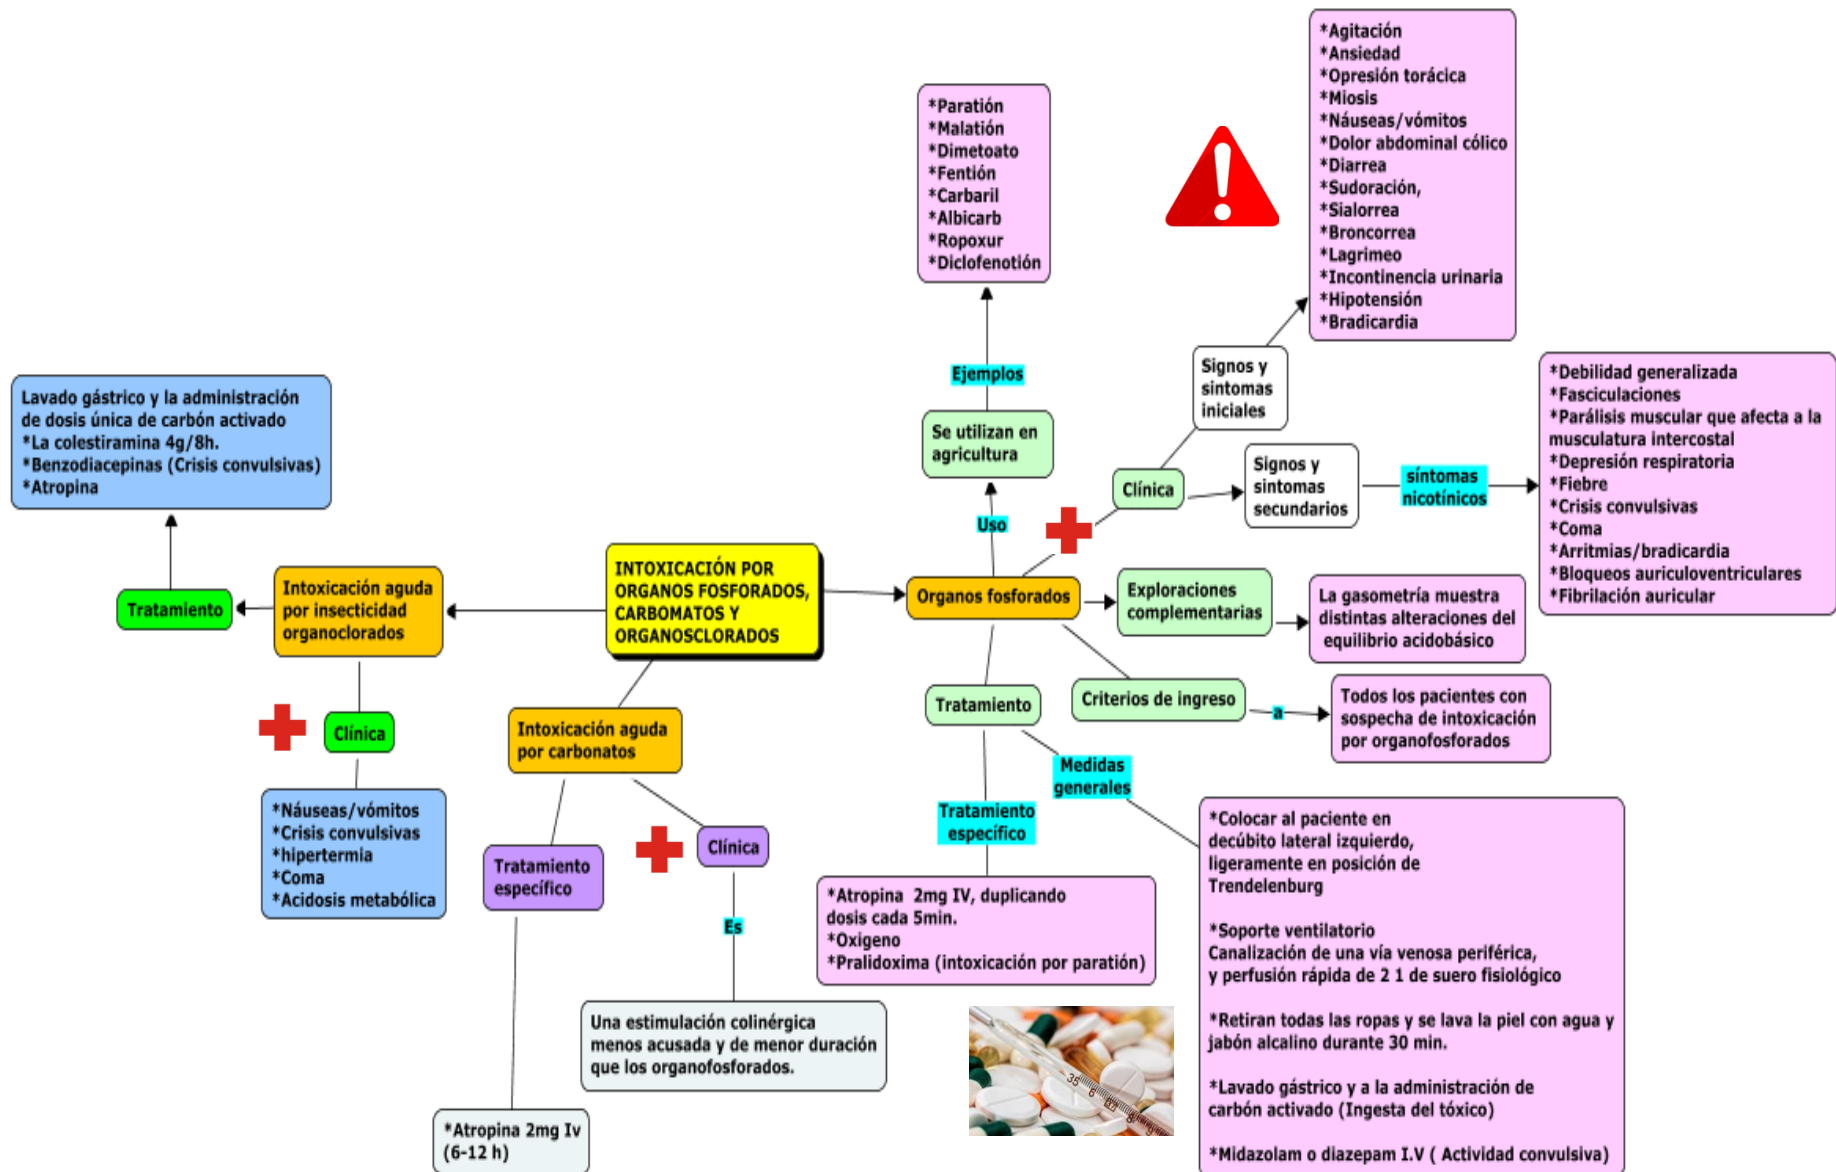 INTOXICACIÓN POR
ORGANOS FOSFORADOS,
CARBOMATOS Y
ORGANOSCLORADOS
Organos fosforados
Uso
Se utilizan en
agricultura
Ejemplos
*Paratión
*Malatión
*Dimetoato
*Fentión
*Carbaril
*Albicarb
*Ropoxur
*Diclofenotión
Clínica
Signos y
sintomas
iniciales
*Agitación
*Ansiedad
*Opresión torácica
*Miosis
*Náuseas/vómitos
*Dolor abdominal cólico
*Diarrea
*Sudoración,
*Sialorrea
*Broncorrea
*Lagrimeo
*Incontinencia urinaria
*Hipotensión
*Bradicardia
Signos y
sintomas
secundarios
síntomas
nicotínicos
*Debilidad generalizada
*Fasciculaciones
*Parálisis muscular que afecta a la
musculatura intercostal
*Depresión respiratoria
*Fiebre
*Crisis convulsivas
*Coma
*Arritmias/bradicardia
*Bloqueos auriculoventriculares
*Fibrilación auricular
Exploraciones
complementarias
La gasometría muestra
distintas alteraciones del
equilibrio acidobásico
Criterios de ingreso
a
Todos los pacientes con
sospecha de intoxicación
por organofosforados
Tratamiento
Medidas
generales
*Colocar al paciente en
decúbito lateral izquierdo,
ligeramente en posición de
Trendelenburg
*Soporte ventilatorio
Canalización de una vía venosa periférica,
y perfusión rápida de 2 1 de suero fisiológico
*Retiran todas las ropas y se lava la piel con agua y
jabón alcalino durante 30 min.
*Lavado gástrico y a la administración de
carbón activado (Ingesta del tóxico)
*Midazolam o diazepam I.V ( Actividad convulsiva)
Tratamiento
específico
*Atropina 2mg IV, duplicando
dosis cada 5min.
*Oxigeno
*Pralidoxima (intoxicación por paratión)
Intoxicación aguda
por carbonatos
Clínica
Es
Una estimulación colinérgica
menos acusada y de menor duración
que los organofosforados.
Tratamiento
específico
*Atropina 2mg Iv
(6-12 h)
Intoxicación aguda
por insecticidad
organoclorados
Tratamiento
Lavado gástrico y la administración
de dosis única de carbón activado
*La colestiramina 4g/8h.
*Benzodiacepinas (Crisis convulsivas)
*Atropina
Clínica
*Náuseas/vómitos
*Crisis convulsivas
*hipertermia
*Coma
*Acidosis metabólica